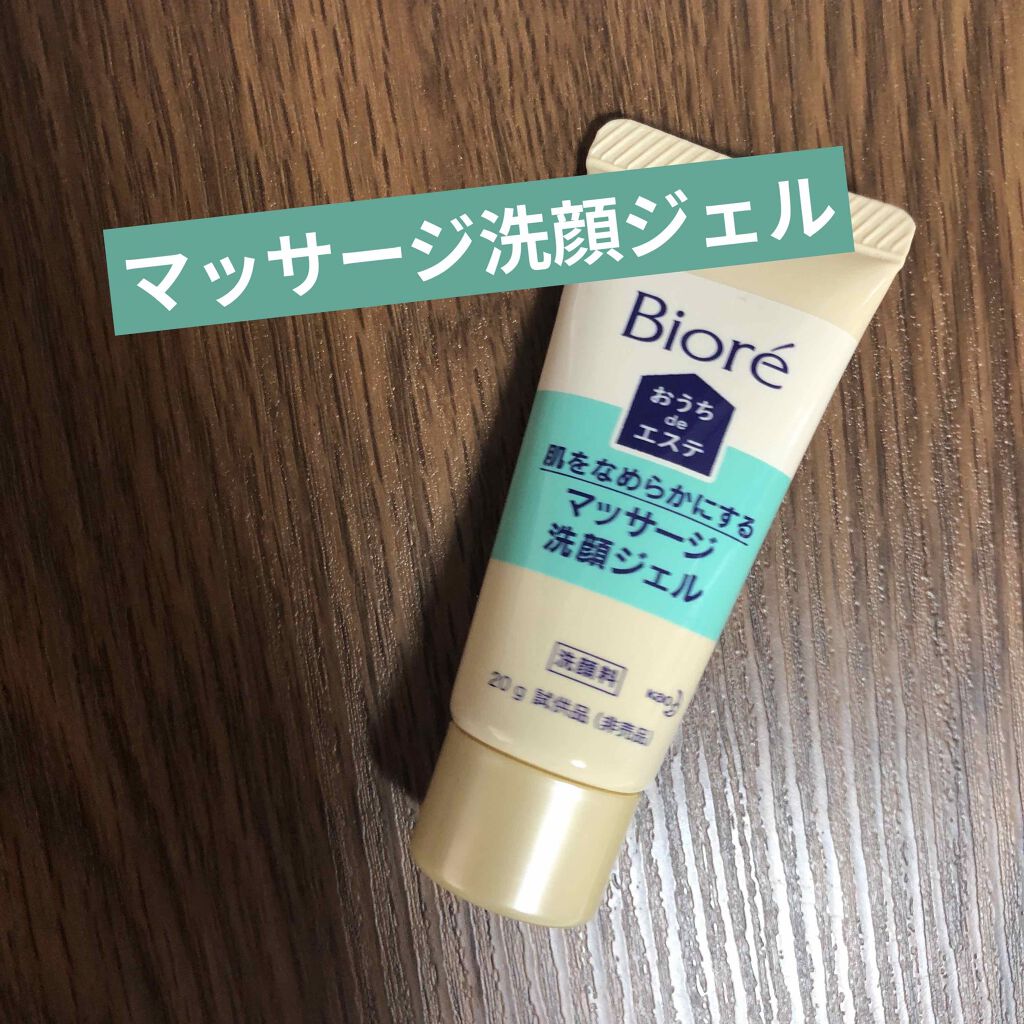 マッサージ洗顔ジェル
Bioré
おうち
de
エステ
肌をなめらかにする
マッサージ
洗顔ジェル
洗顔料
Kao
20g 試供品(非売品)